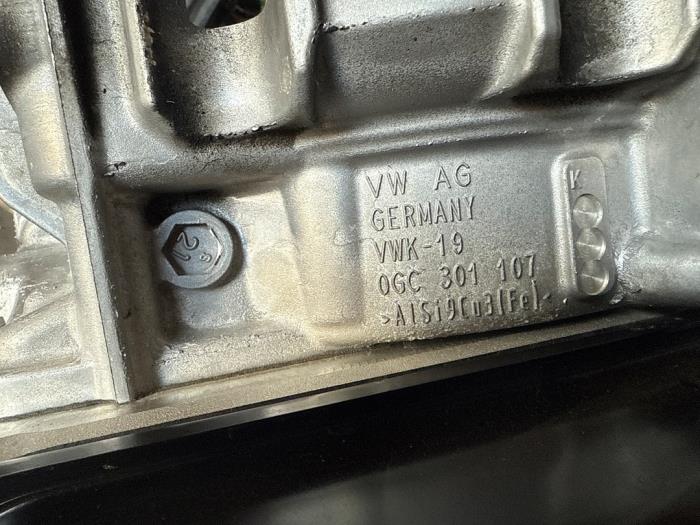 VW AG
GERMANY
VWK-19
0GC 301 107
>AlSi9Cu3(Fe)<
K